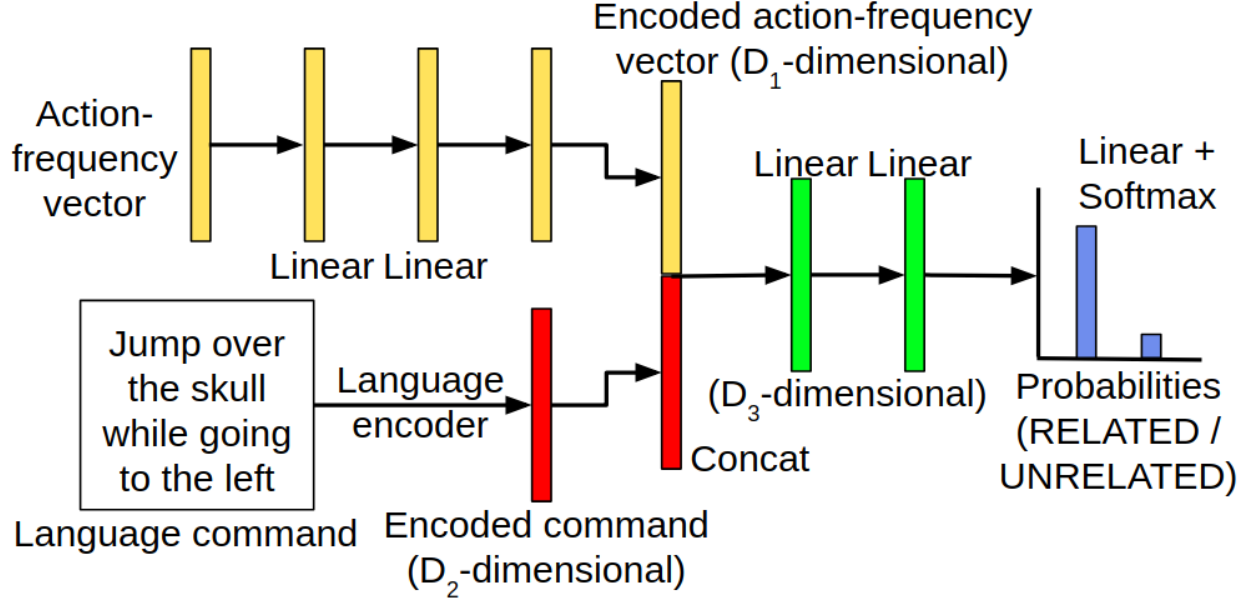 Encoded action-frequency
vector (D₁-dimensional)
Action-
frequency
vector
Linear Linear
Linear Linear
Linear +
Softmax
Jump over
the skull
while going
to the left
Language command
Language
encoder
Encoded command
(D₂-dimensional)
Concat
(D₃-dimensional)
Probabilities
(RELATED /
UNRELATED)